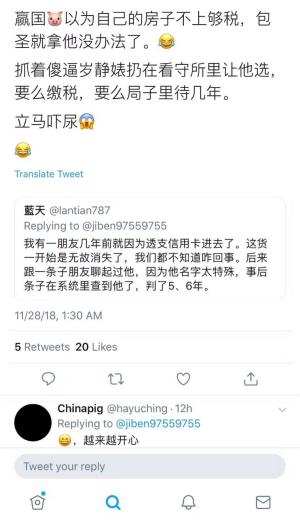 赢国🐷以为自己的房子不上够税，包
圣就拿他没办法了。😂
抓着傻逼岁静婊扔在看守所里让他选，
要么缴税，要么局子里待几年。
立马吓尿😱
😂
Translate Tweet
藍天 @lantian787
Replying to @jiben97559755
我有一朋友几年前就因为透支信用卡进去了。这货
一开始是无故消失了，我们都不知道咋回事。后来
跟一条子朋友聊起过他，因为他名字太特殊，事后
条子在系统里查到他了，判了5、6年。
11/28/18, 1:30 AM
5 Retweets 20 Likes
Chinapig @hayuching · 12h
Replying to @jiben97559755
😄，越来越开心
Tweet your reply